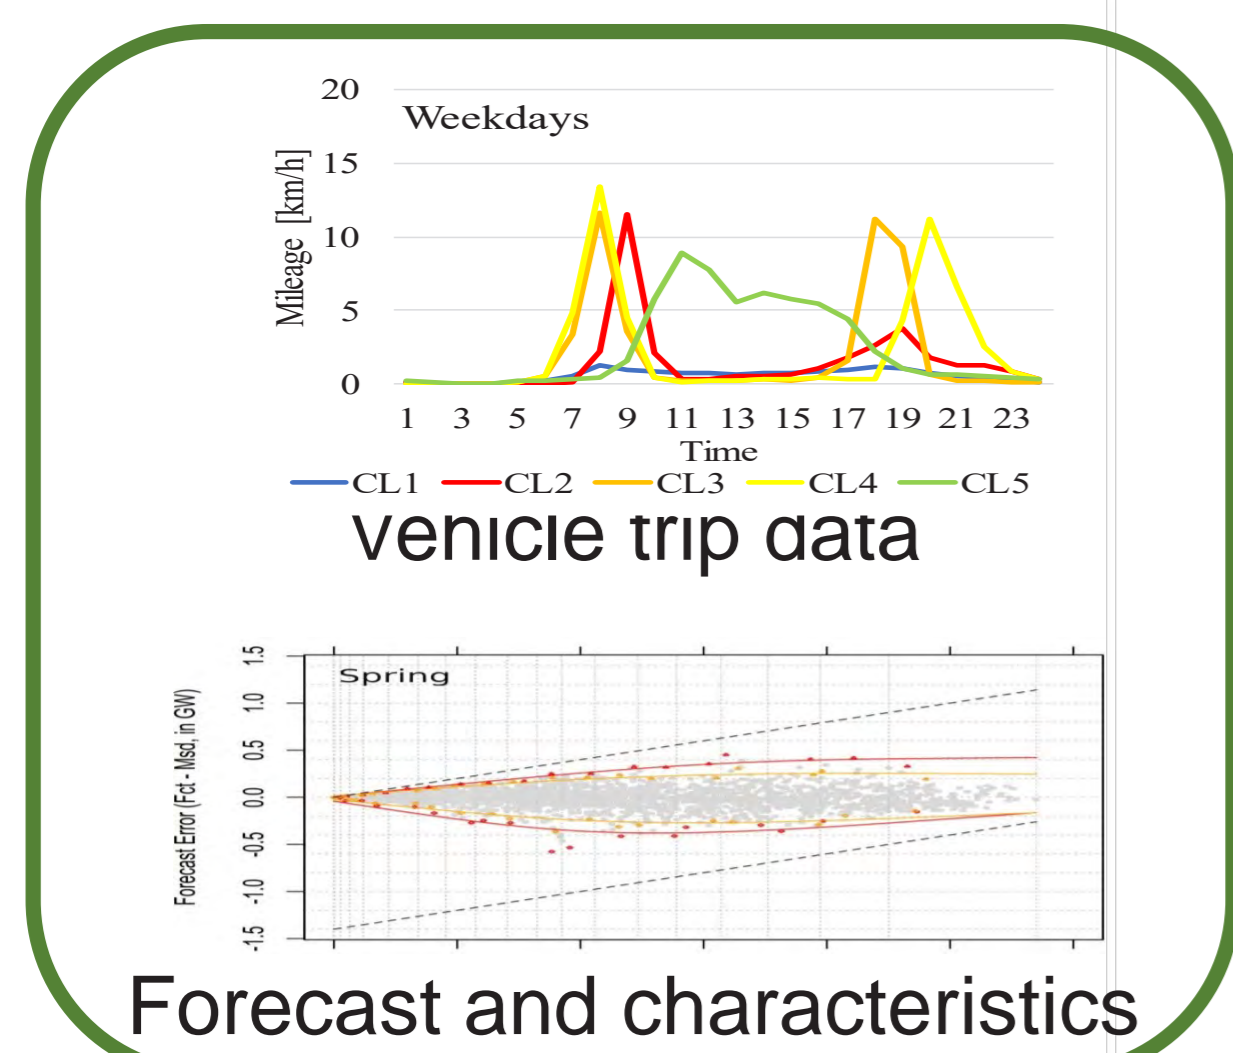 20
Weekdays
15
10
5
0
Mileage [km/h]
1 3 5 7 9 11 13 15 17 19 21 23
Time
CL1 CL2 CL3 CL4 CL5
Vehicle trip data
Spring
1.5
1.0
0.5
0.0
-0.5
-1.0
-1.5
Forecast Error (Fct - Msd, in GW)
Forecast and characteristics